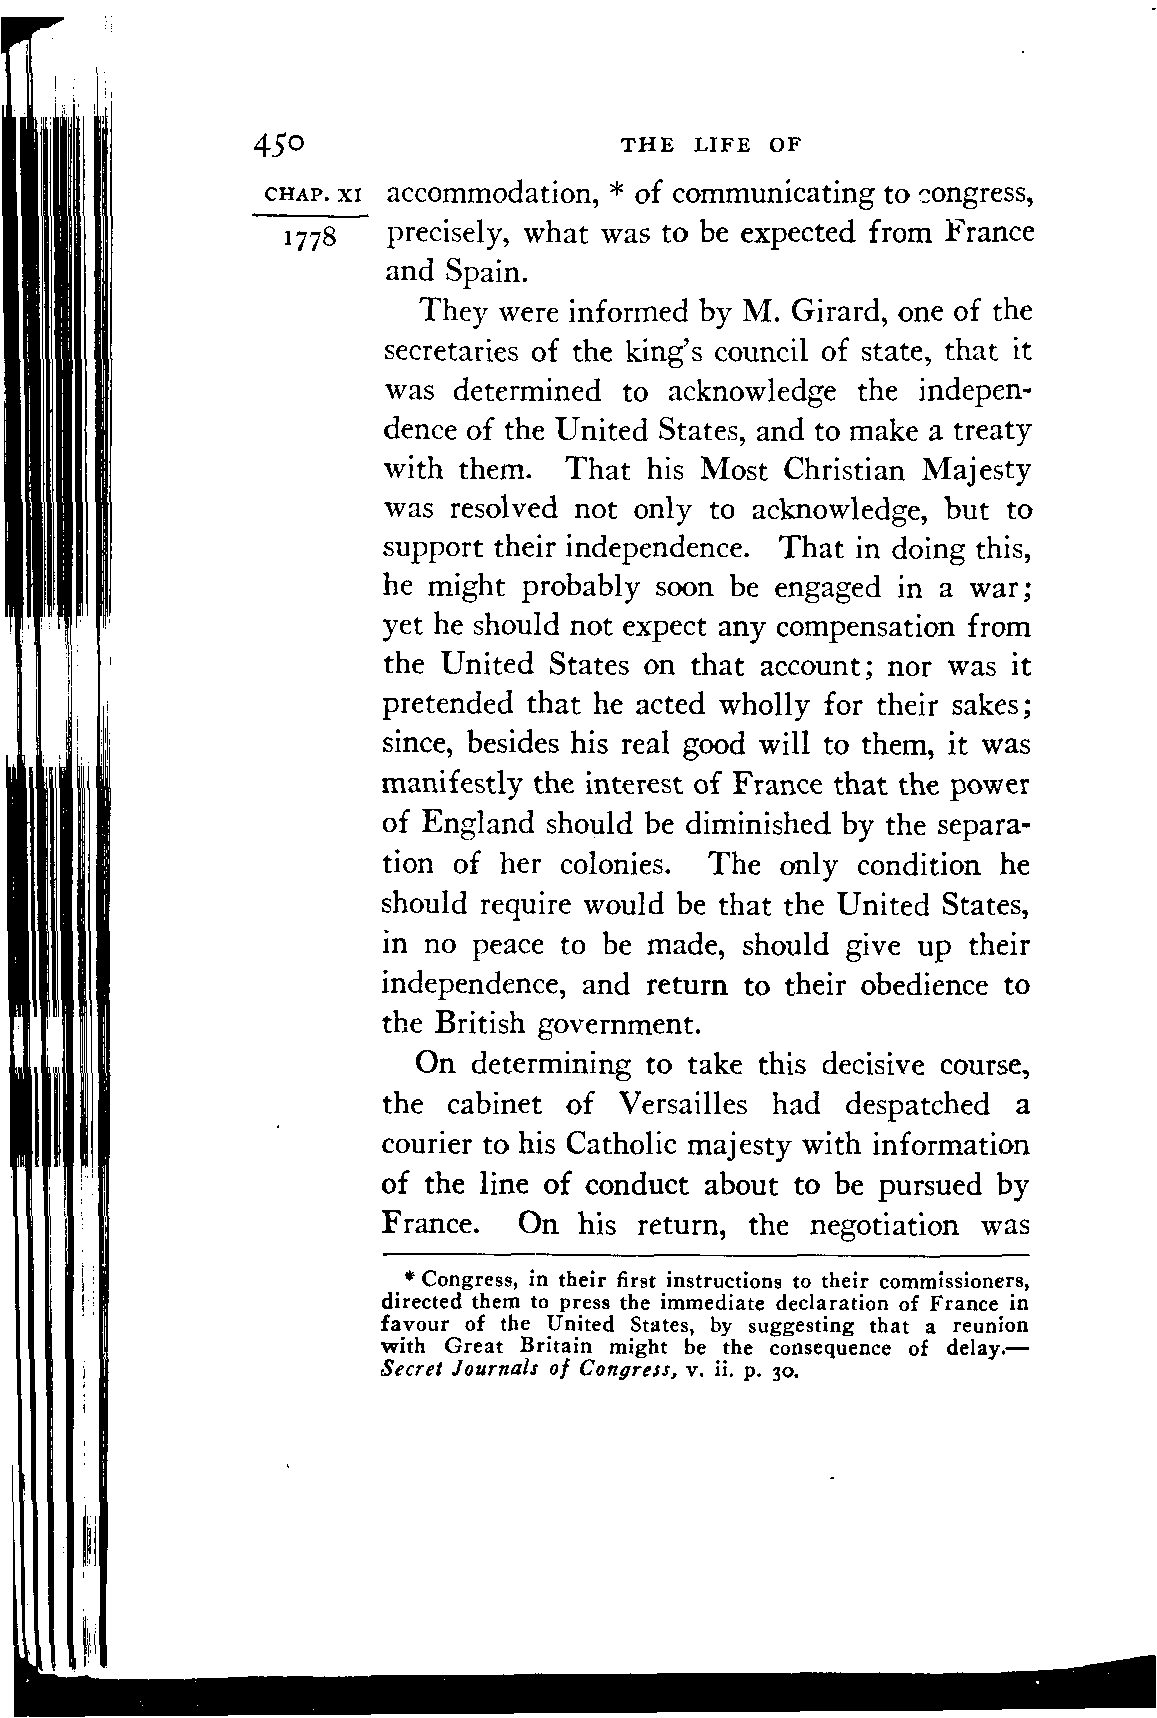 450 THE LIFE OF
CHAP. XI accommodation, * of communicating to congress,
1778 precisely, what was to be expected from France
and Spain.
They were informed by M. Girard, one of the
secretaries of the king's council of state, that it
was determined to acknowledge the indepen-
dence of the United States, and to make a treaty
with them. That his Most Christian Majesty
was resolved not only to acknowledge, but to
support their independence. That in doing this,
he might probably soon be engaged in a war;
yet he should not expect any compensation from
the United States on that account; nor was it
pretended that he acted wholly for their sakes;
since, besides his real good will to them, it was
manifestly the interest of France that the power
of England should be diminished by the separa-
tion of her colonies. The only condition he
should require would be that the United States,
in no peace to be made, should give up their
independence, and return to their obedience to
the British government.
On determining to take this decisive course,
the cabinet of Versailles had despatched a
courier to his Catholic majesty with information
of the line of conduct about to be pursued by
France. On his return, the negotiation was
* Congress, in their first instructions to their commissioners,
directed them to press the immediate declaration of France in
favour of the United States, by suggesting that a reunion
with Great Britain might be the consequence of delay.—
Secret Journals of Congress, v. ii. p. 30.